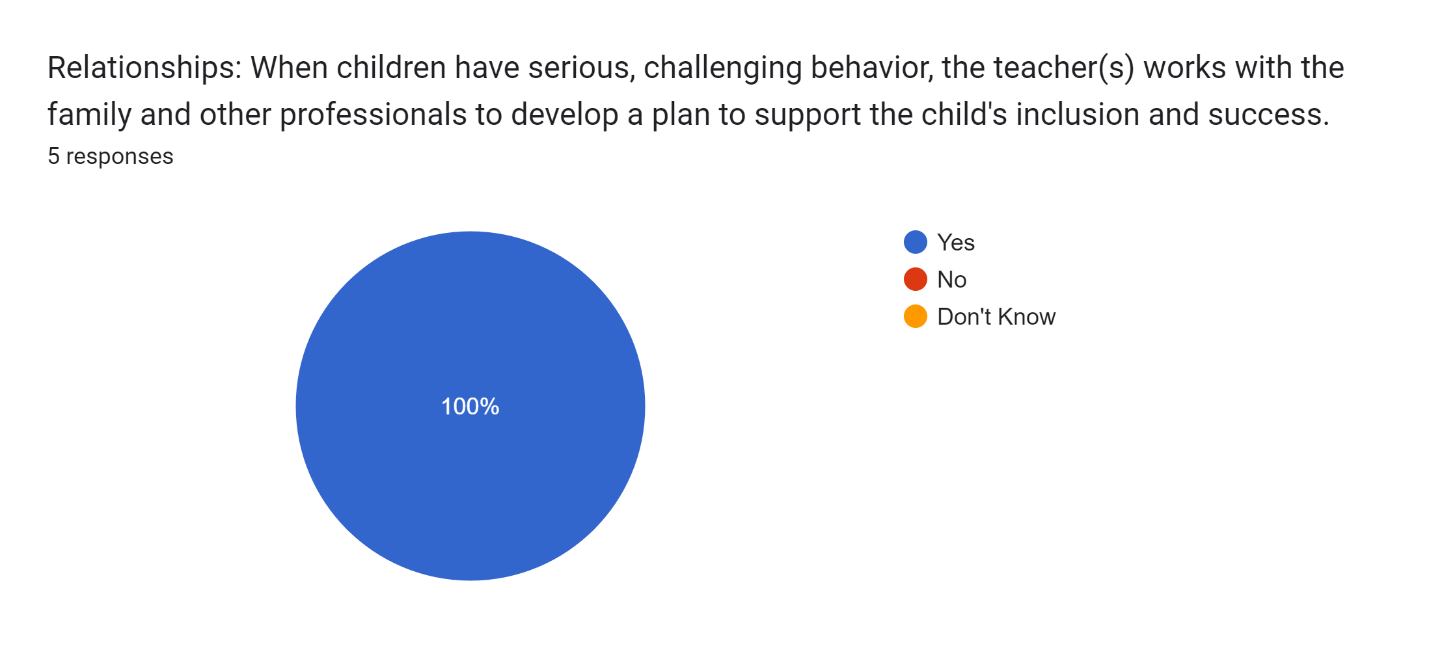 Relationships: When children have serious, challenging behavior, the teacher(s) works with the
family and other professionals to develop a plan to support the child's inclusion and success.
5 responses
Yes
No
Don't Know
100%